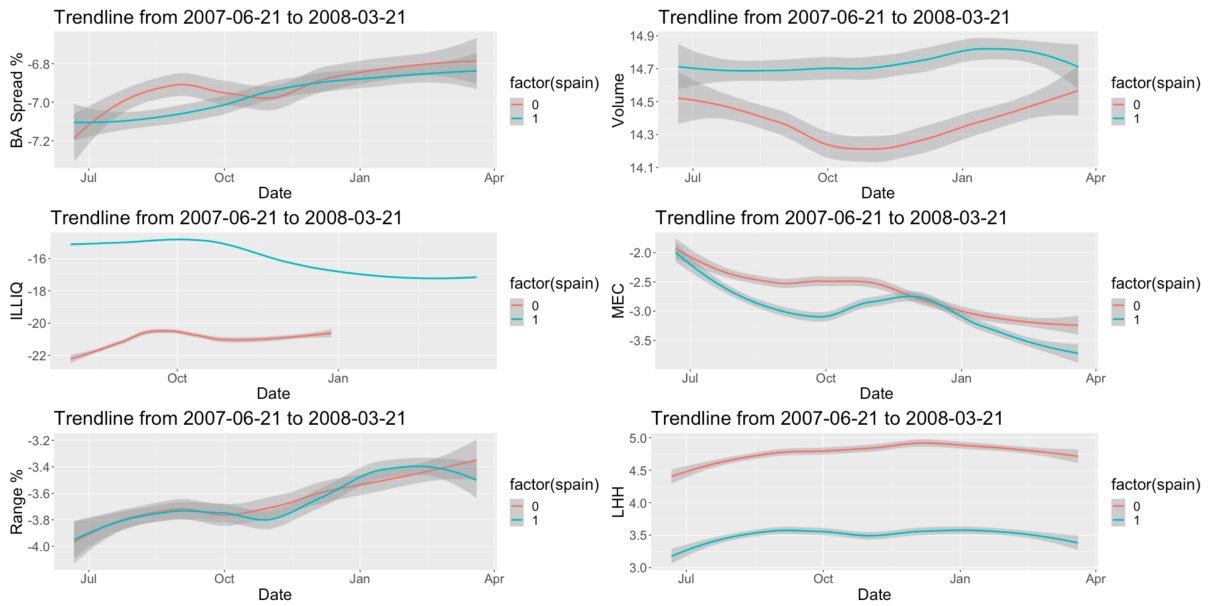 Trendline from 2007-06-21 to 2008-03-21
BA Spread %
-6.8
-7.0
-7.2
Jul Oct Jan Apr
Date
factor(spain)
0
1
Trendline from 2007-06-21 to 2008-03-21
Volume
14.9
14.7
14.5
14.3
14.1
Jul Oct Jan Apr
Date
factor(spain)
0
1
Trendline from 2007-06-21 to 2008-03-21
ILLIQ
-16
-18
-20
-22
Oct Jan
Date
factor(spain)
0
1
Trendline from 2007-06-21 to 2008-03-21
MEC
-2.0
-2.5
-3.0
-3.5
Jul Oct Jan Apr
Date
factor(spain)
0
1
Trendline from 2007-06-21 to 2008-03-21
Range %
-3.2
-3.4
-3.6
-3.8
-4.0
Jul Oct Jan Apr
Date
factor(spain)
0
1
Trendline from 2007-06-21 to 2008-03-21
LHH
5.0
4.5
4.0
3.5
3.0
Jul Oct Jan Apr
Date
factor(spain)
0
1